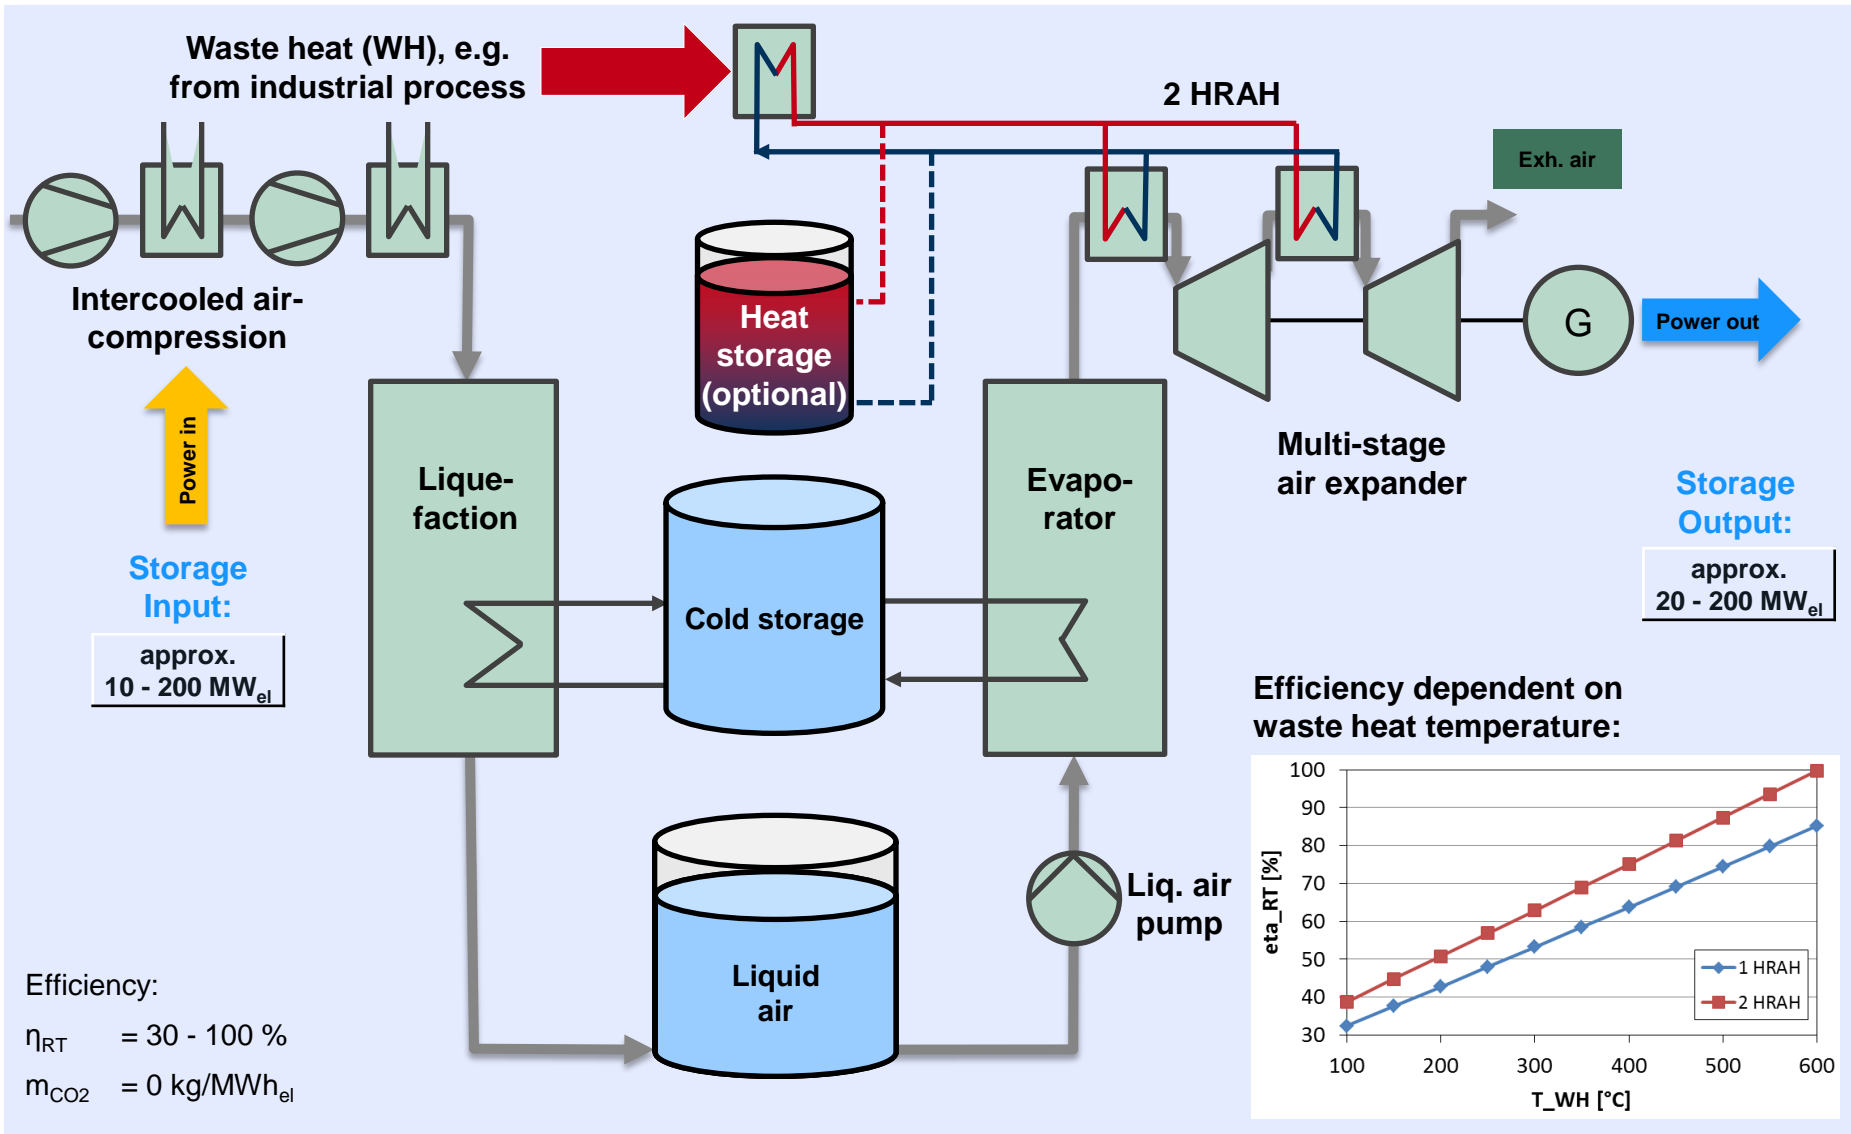 Waste heat (WH), e.g.
from industrial process
2 HRAH
Exh. air
Intercooled air-
compression
Power in
Storage
Input:
approx.
10 - 200 MWel
Heat
storage
(optional)
G
Power out
Multi-stage
air expander
Storage
Output:
approx.
20 - 200 MWel
Lique-
faction
Cold storage
Evapo-
rator
Liquid
air
Liq. air
pump
Efficiency:
ηRT = 30 - 100 %
mCO2 = 0 kg/MWhel
Efficiency dependent on
waste heat temperature:
eta_RT [%]
100
90
80
70
60
50
40
30
1 HRAH
2 HRAH
100 200 300 400 500 600
T_WH [°C]